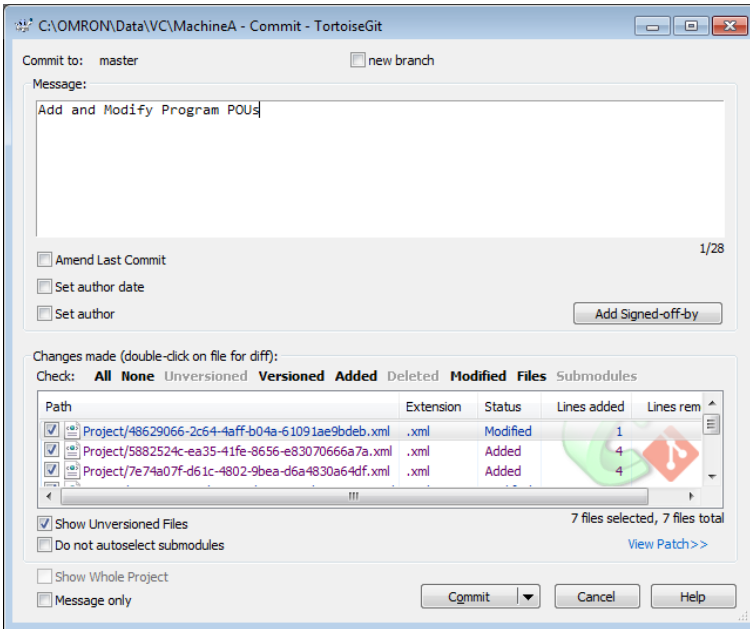 C:\OMRON\Data\VC\MachineA - Commit - TortoiseGit
Commit to: master new branch
Message:
Add and Modify Program POUs
1/28
Amend Last Commit
Set author date
Set author Add Signed-off-by
Changes made (double-click on file for diff):
Check: All None Unversioned Versioned Added Deleted Modified Files Submodules
Path Extension Status Lines added Lines rem
Project/48629066-2c64-4aff-b04a-61091ae9bdeb.xml .xml Modified 1
Project/5882524c-ea35-41fe-8656-e83070666a7a.xml .xml Added 4
Project/7e74a07f-d61c-4802-9bea-d6a4830a64df.xml .xml Added 4
Show Unversioned Files 7 files selected, 7 files total
Do not autoselect submodules View Patch>>
Show Whole Project
Message only Commit Cancel Help